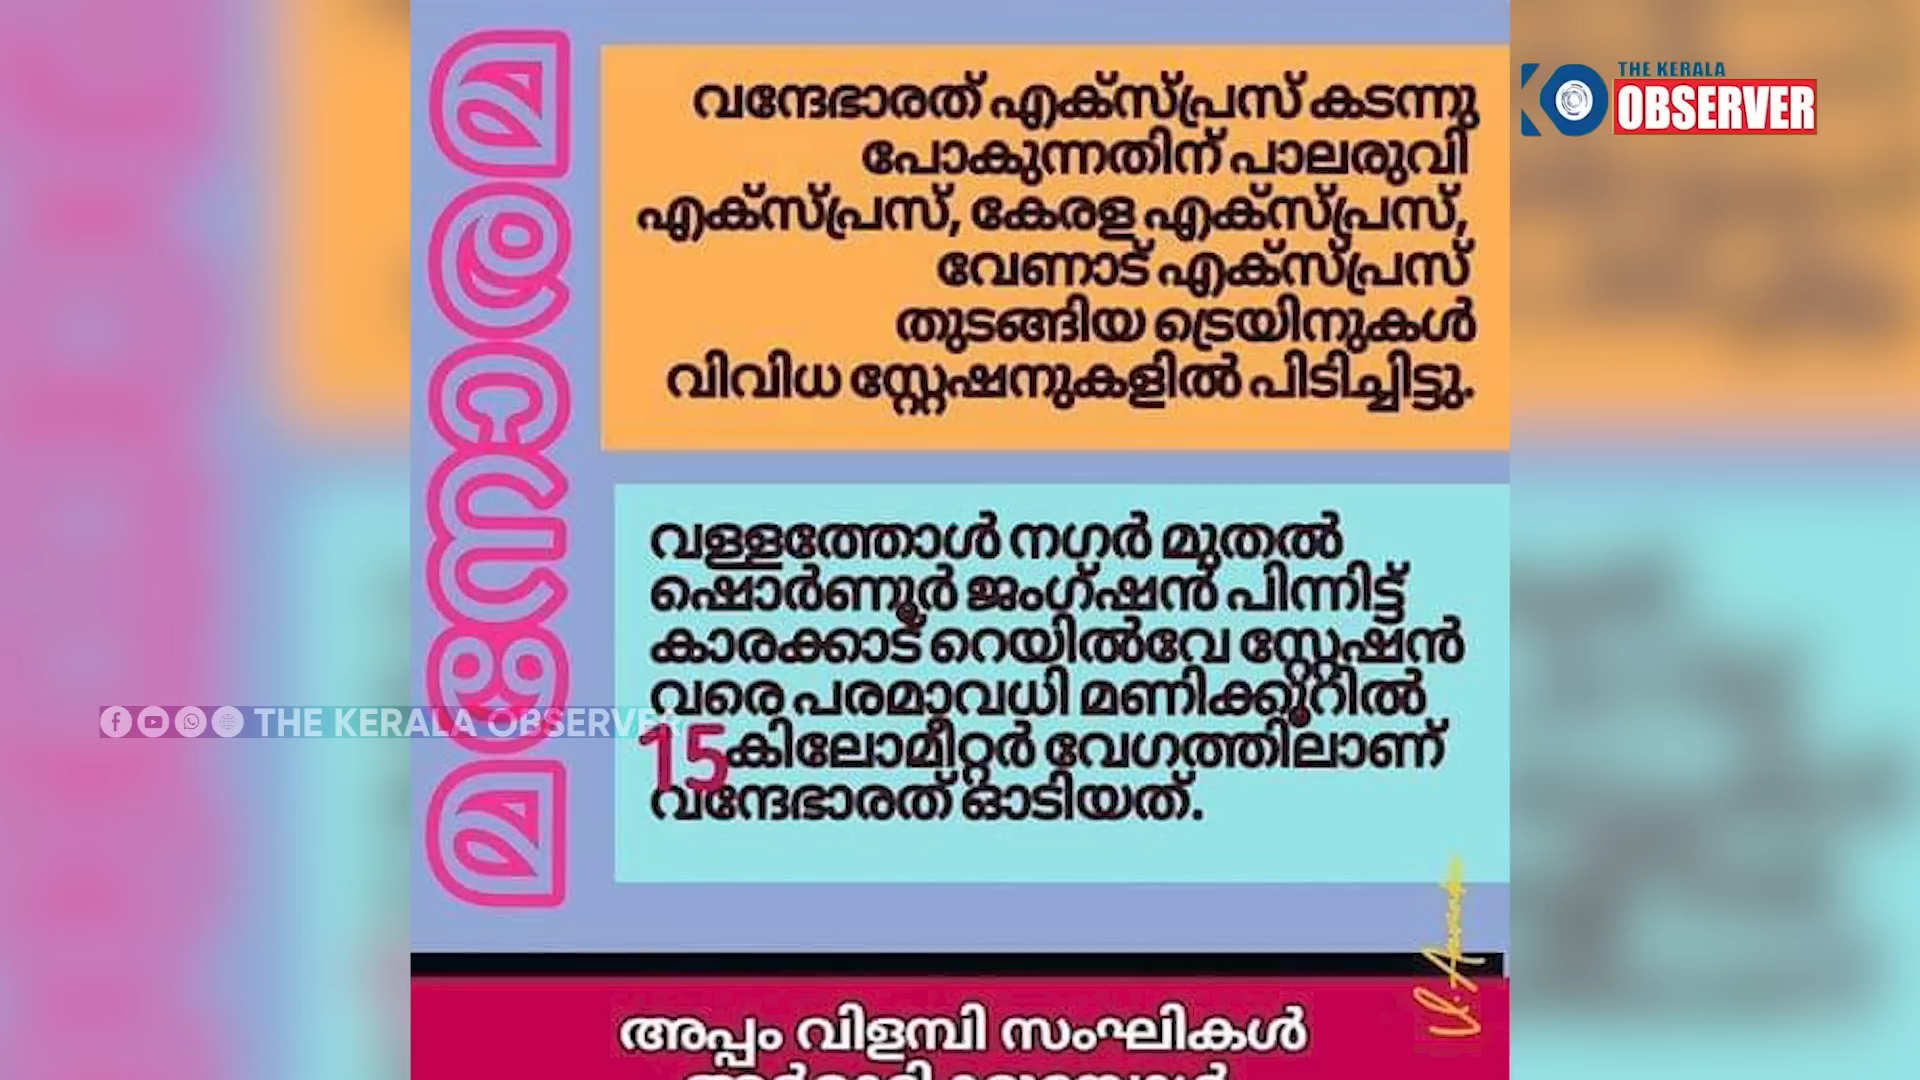 THE KERALA
OBSERVER
വന്ദേഭാരത് എക്സ്പ്രസ് കടന്നു
പോകുന്നതിന് പാലരുവി
എക്സ്പ്രസ്, കേരള എക്സ്പ്രസ്,
വേണാട് എക്സ്പ്രസ്
തുടങ്ങിയ ട്രെയിനുകൾ
വിവിധ സ്റ്റേഷനുകളിൽ പിടിച്ചിട്ടു.
വള്ളത്തോൾ നഗർ മുതൽ
ഷൊർണൂർ ജംഗ്ഷൻ പിന്നിട്ട്
കാരക്കാട് റെയിൽവേ സ്റ്റേഷൻ
വരെ പരമാവധി മണിക്കൂറിൽ
15 കിലോമീറ്റർ വേഗത്തിലാണ്
വന്ദേഭാരത് ഓടിയത്.
THE KERALA OBSERVER
അപ്പം വിളമ്പി സംഘികൾ